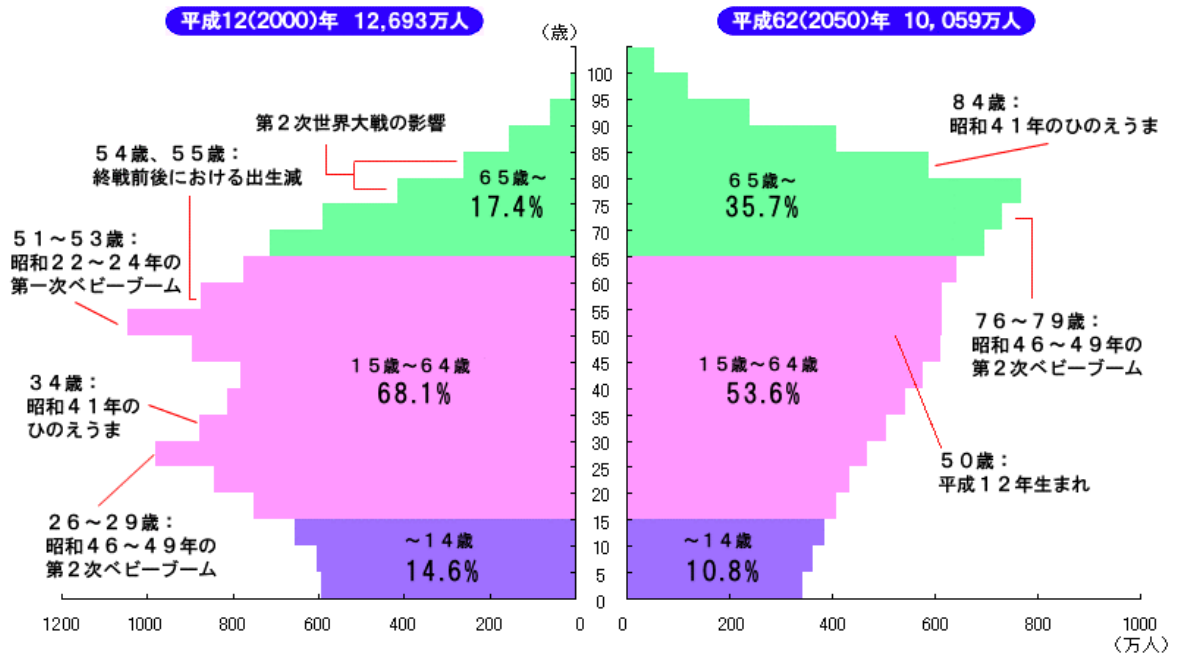 平成12(2000)年 12,693万人
平成62(2050)年 10,059万人
(歳)
第２次世界大戦の影響
５４歳、５５歳：
終戦前後における出生減
５１～５３歳：
昭和２２～２４年の
第一次ベビーブーム
３４歳：
昭和４１年の
ひのえうま
２６～２９歳：
昭和４６～４９年の
第２次ベビーブーム
６５歳～
17.4%
１５歳～６４歳
68.1%
～１４歳
14.6%
100
95
90
85
80
75
70
65
60
55
50
45
40
35
30
25
20
15
10
5
0
６５歳～
35.7%
１５歳～６４歳
53.6%
～１４歳
10.8%
８４歳：
昭和４１年のひのえうま
７６～７９歳：
昭和４６～４９年の
第２次ベビーブーム
５０歳：
平成１２年生まれ
1200 1000 800 600 400 200 0
0 200 400 600 800 1000
(万人)